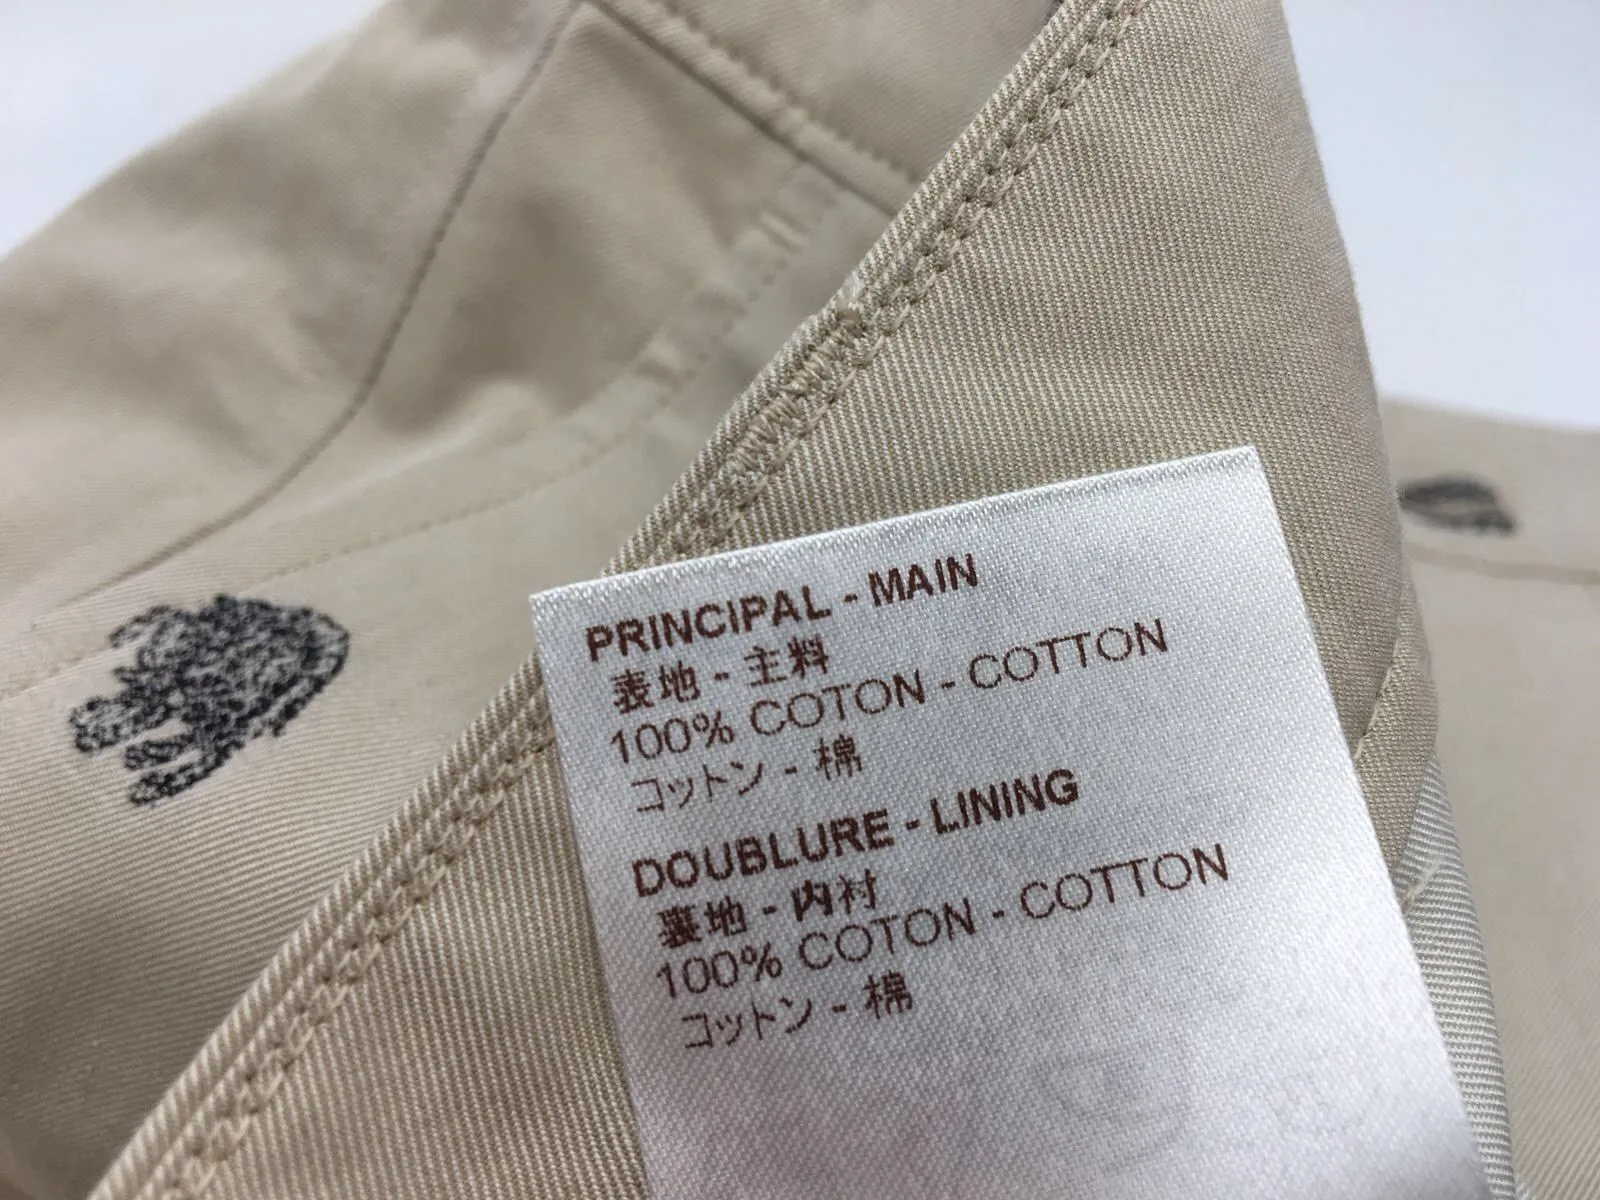 PRINCIPAL - MAIN
表地 - 主料
100% COTON - COTTON
コットン - 棉
DOUBLURE - LINING
裏地 - 内衬
100% COTON - COTTON
コットン - 棉